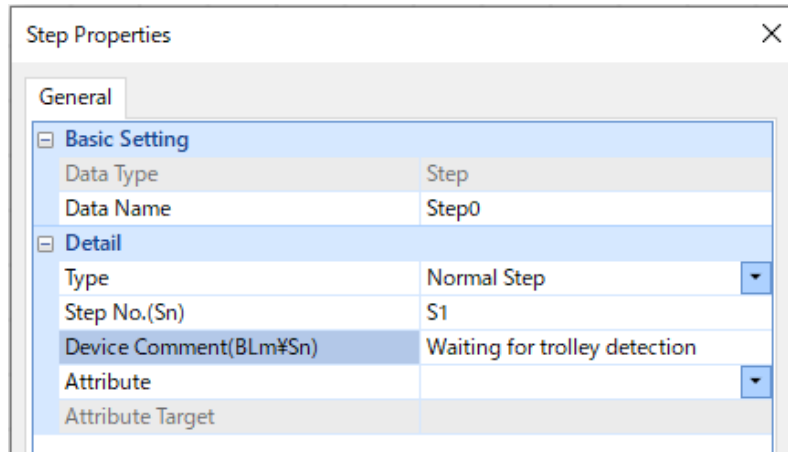 Step Properties
General
Basic Setting
Data Type Step
Data Name Step0
Detail
Type Normal Step
Step No.(Sn) S1
Device Comment(BLm¥Sn) Waiting for trolley detection
Attribute
Attribute Target